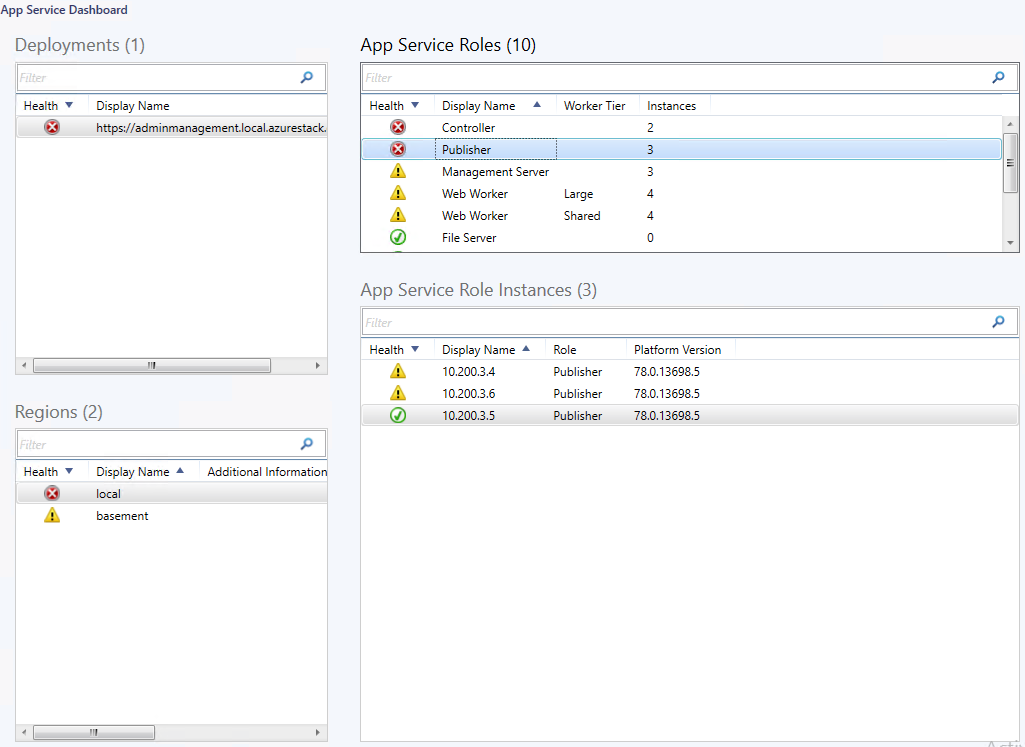 App Service Dashboard
Deployments (1)
Filter
Health Display Name
https://adminmanagement.local.azurestack.
Regions (2)
Filter
Health Display Name Additional Information
local
basement
App Service Roles (10)
Filter
Health Display Name Worker Tier Instances
Controller 2
Publisher 3
Management Server 3
Web Worker Large 4
Web Worker Shared 4
File Server 0
App Service Role Instances (3)
Filter
Health Display Name Role Platform Version
10.200.3.4 Publisher 78.0.13698.5
10.200.3.6 Publisher 78.0.13698.5
10.200.3.5 Publisher 78.0.13698.5